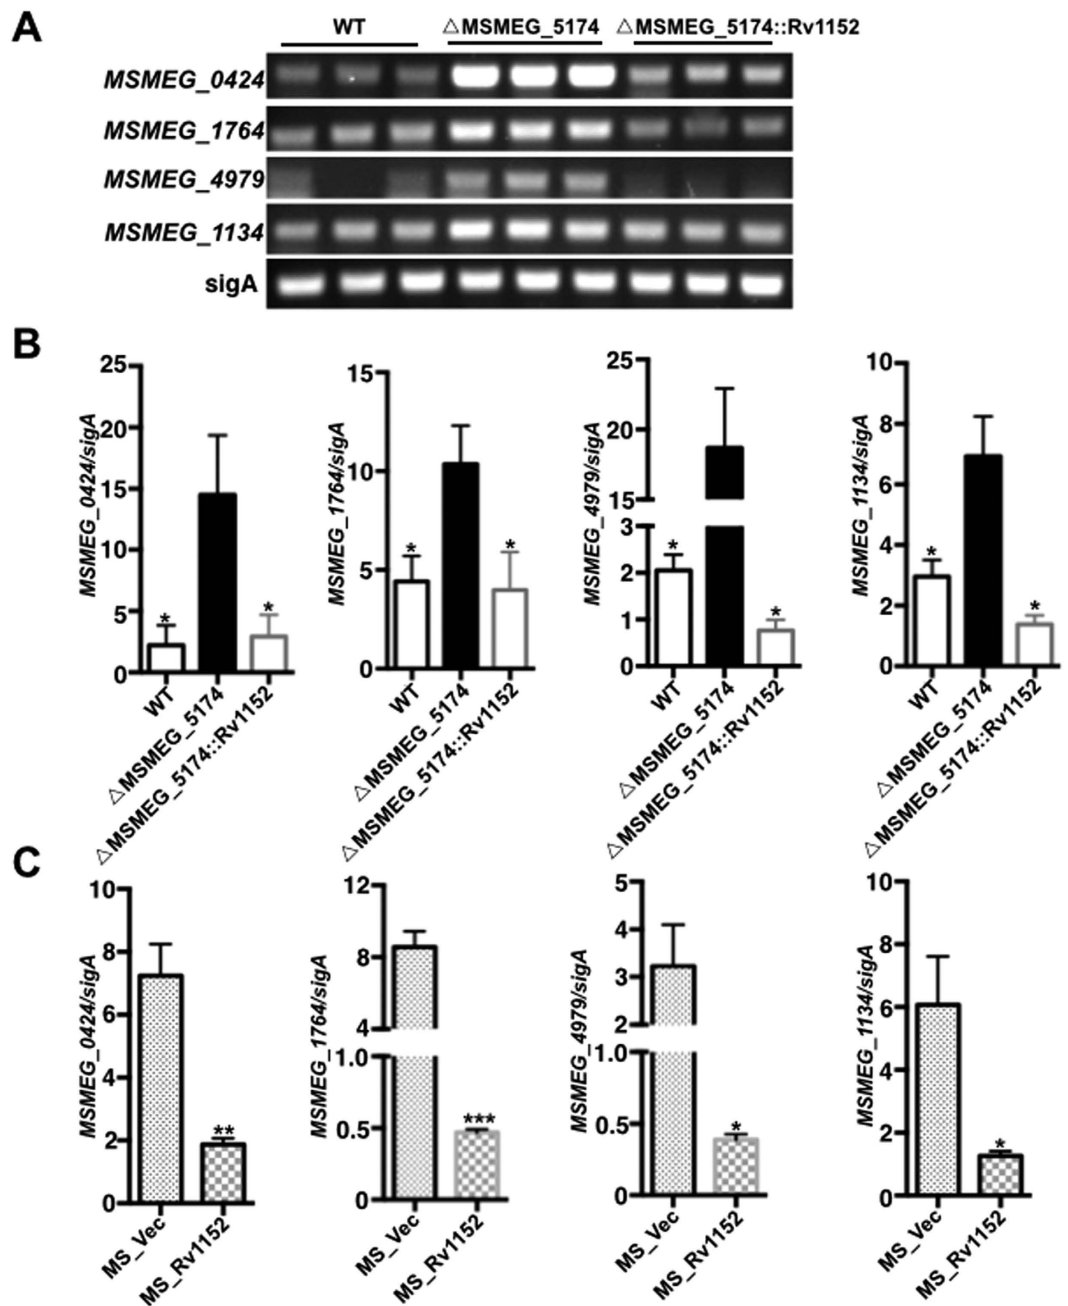 A
WT △MSMEG_5174 △MSMEG_5174::Rv1152
MSMEG_0424
MSMEG_1764
MSMEG_4979
MSMEG_1134
sigA
B
MSMEG_0424/sigA
25
20
15
10
5
0
*
*
WT
△MSMEG_5174
△MSMEG_5174::Rv1152
MSMEG_1764/sigA
15
10
5
0
*
*
WT
△MSMEG_5174
△MSMEG_5174::Rv1152
MSMEG_4979/sigA
25
20
15
3
2
1
0
*
*
WT
△MSMEG_5174
△MSMEG_5174::Rv1152
MSMEG_1134/sigA
10
8
6
4
2
0
*
*
WT
△MSMEG_5174
△MSMEG_5174::Rv1152
C
MSMEG_0424/sigA
10
8
6
4
2
0
**
MS_Vec
MS_Rv1152
MSMEG_1764/sigA
12
8
4
1.0
0.5
0
***
MS_Vec
MS_Rv1152
MSMEG_4979/sigA
5
4
3
2
1.0
0.5
0
*
MS_Vec
MS_Rv1152
MSMEG_1134/sigA
10
8
6
4
2
0
*
MS_Vec
MS_Rv1152